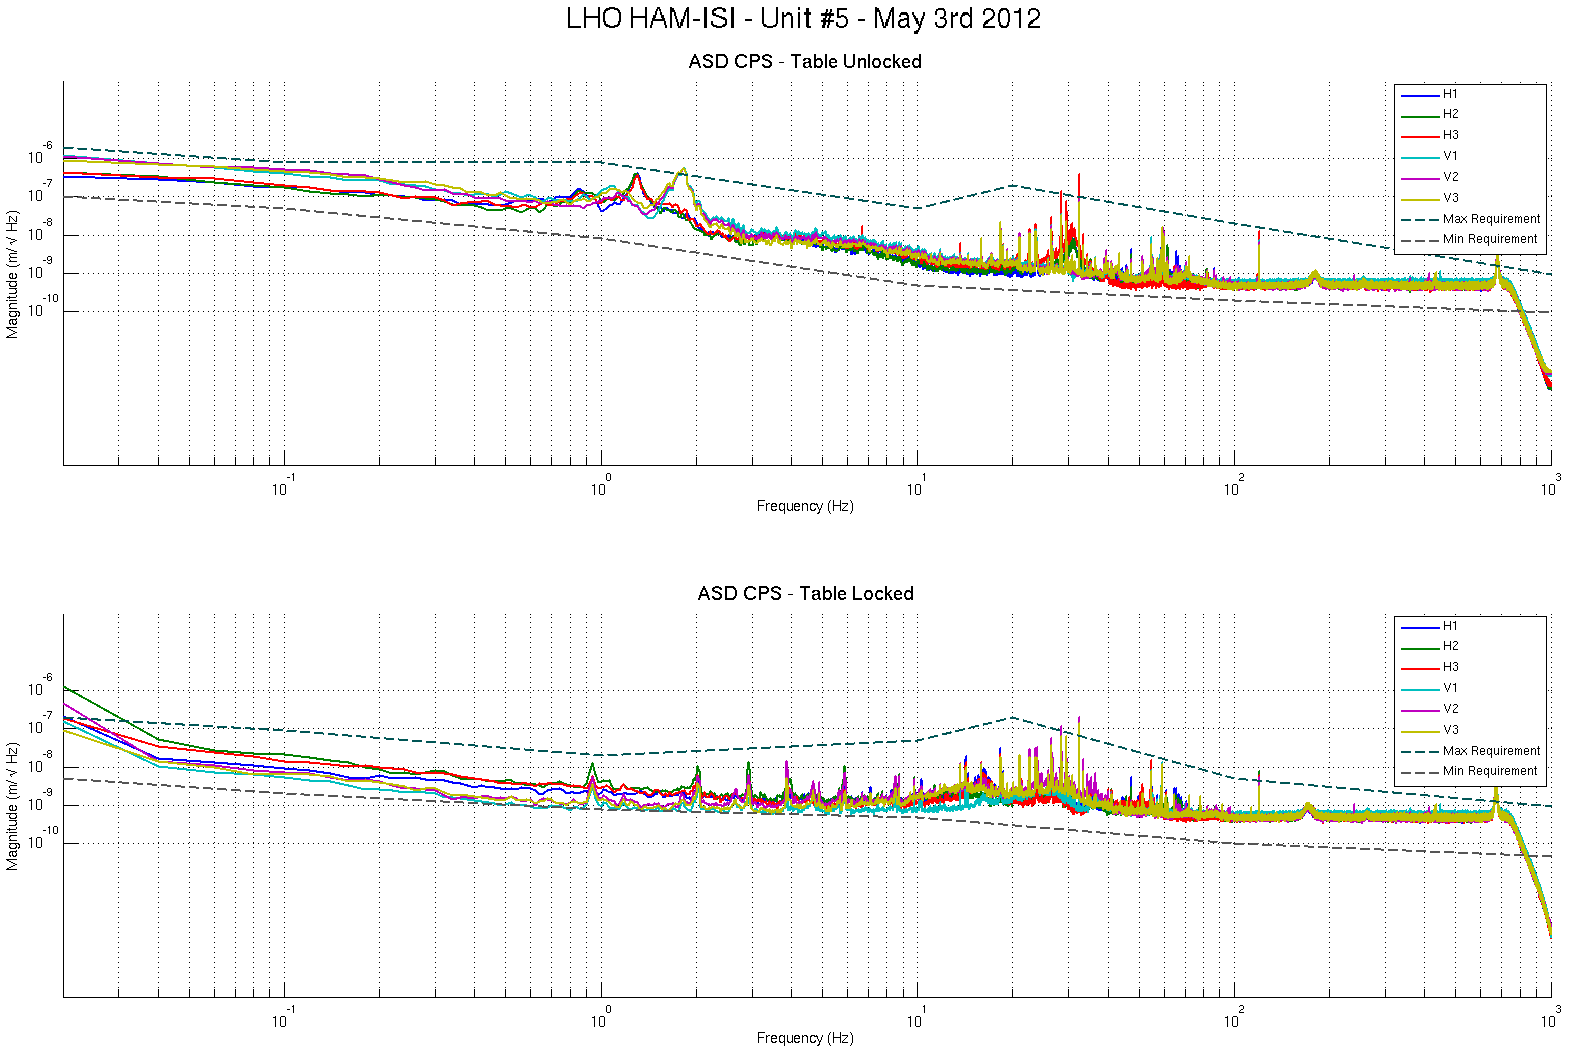 LHO HAM-ISI - Unit #5 - May 3rd 2012
ASD CPS - Table Unlocked
H1
H2
H3
V1
V2
V3
Max Requirement
Min Requirement
10^-6
10^-7
10^-8
10^-9
10^-10
Magnitude (m/√ Hz)
10^-1 10^0 10^1 10^2 10^3
Frequency (Hz)
ASD CPS - Table Locked
H1
H2
H3
V1
V2
V3
Max Requirement
Min Requirement
10^-6
10^-7
10^-8
10^-9
10^-10
Magnitude (m/√ Hz)
10^-1 10^0 10^1 10^2 10^3
Frequency (Hz)